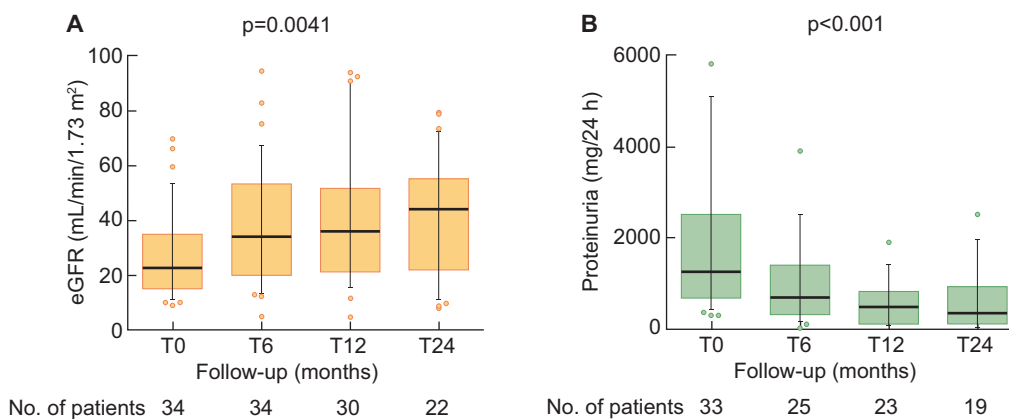 A
p=0.0041
eGFR (mL/min/1.73 m²)
100
80
60
40
20
0
T0 T6 T12 T24
Follow-up (months)
No. of patients 34 34 30 22
B
p<0.001
Proteinuria (mg/24 h)
6000
4000
2000
0
T0 T6 T12 T24
Follow-up (months)
No. of patients 33 25 23 19